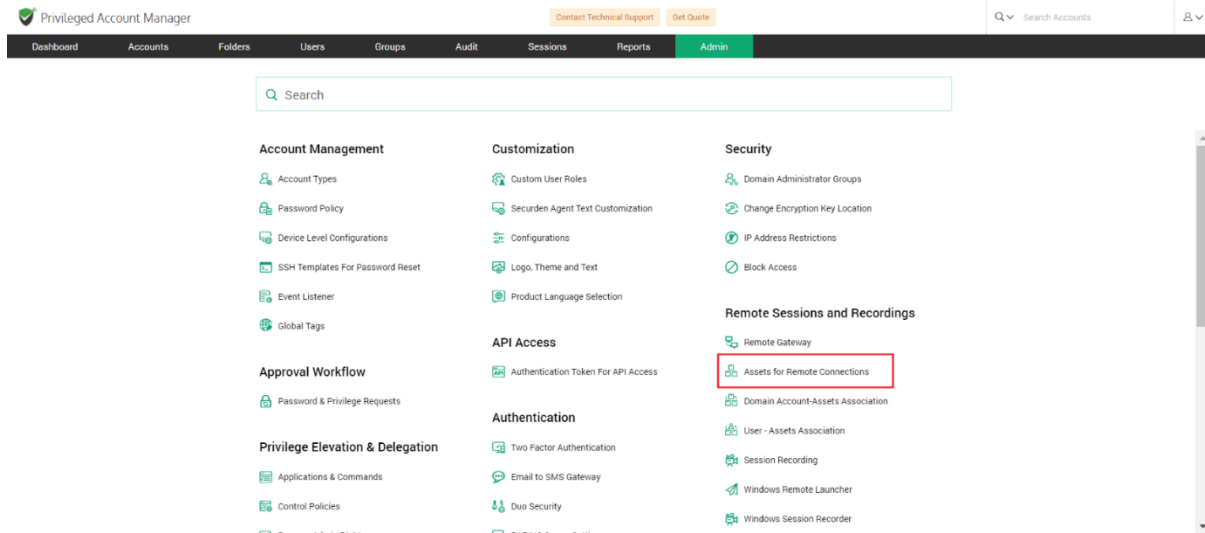 Privileged Account Manager
Contact Technical Support
Get Quote
Search Accounts
Dashboard
Accounts
Folders
Users
Groups
Audit
Sessions
Reports
Admin
Search
Account Management
Account Types
Password Policy
Device Level Configurations
SSH Templates For Password Reset
Event Listener
Global Tags
Approval Workflow
Password & Privilege Requests
Privilege Elevation & Delegation
Applications & Commands
Control Policies
Customization
Custom User Roles
Securden Agent Text Customization
Configurations
Logo, Theme and Text
Product Language Selection
API Access
API
Authentication Token For API Access
Authentication
Two Factor Authentication
Email to SMS Gateway
Duo Security
Security
Domain Administrator Groups
Change Encryption Key Location
IP Address Restrictions
Block Access
Remote Sessions and Recordings
Remote Gateway
Assets for Remote Connections
Domain Account-Assets Association
User - Assets Association
Session Recording
Windows Remote Launcher
Windows Session Recorder